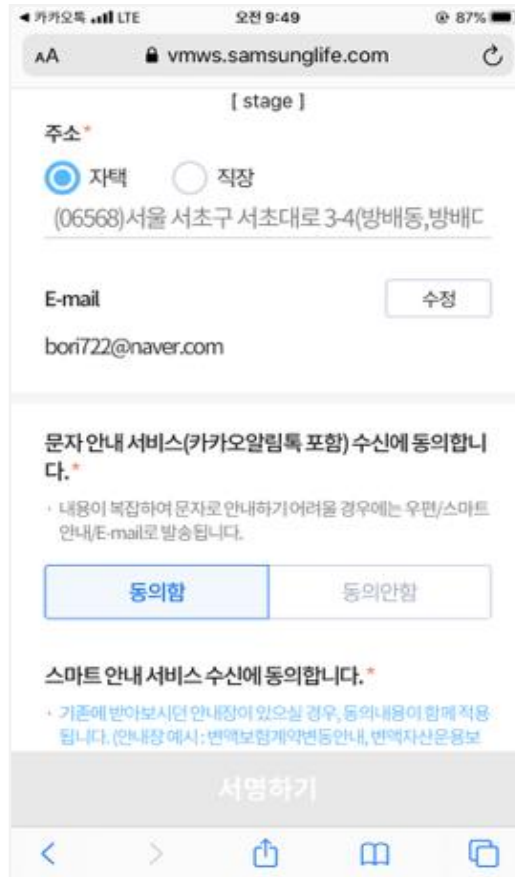 카카오톡 LTE 오전 9:49 87%
AA vmws.samsunglife.com
[ stage ]
주소*
자택 직장
(06568)서울 서초구 서초대로 3-4(방배동,방배디
E-mail 수정
bori722@naver.com
문자 안내 서비스(카카오알림톡 포함) 수신에 동의합니
다.*
· 내용이 복잡하여 문자로 안내하기 어려울 경우에는 우편/스마트
안내/E-mail로 발송됩니다.
동의함 동의안함
스마트 안내 서비스 수신에 동의합니다.*
· 기존에 받아보시던 안내장이 있으실 경우, 동의내용이 함께 적용
됩니다. (안내장 예시 : 변액보험계약변동안내, 변액자산운용보
서명하기